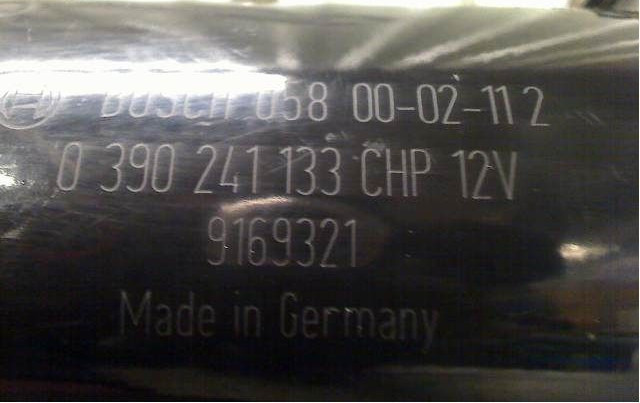 BOSCH 058 00-02-11 2
0 390 241 133 CHP 12V
9169321
Made in Germany